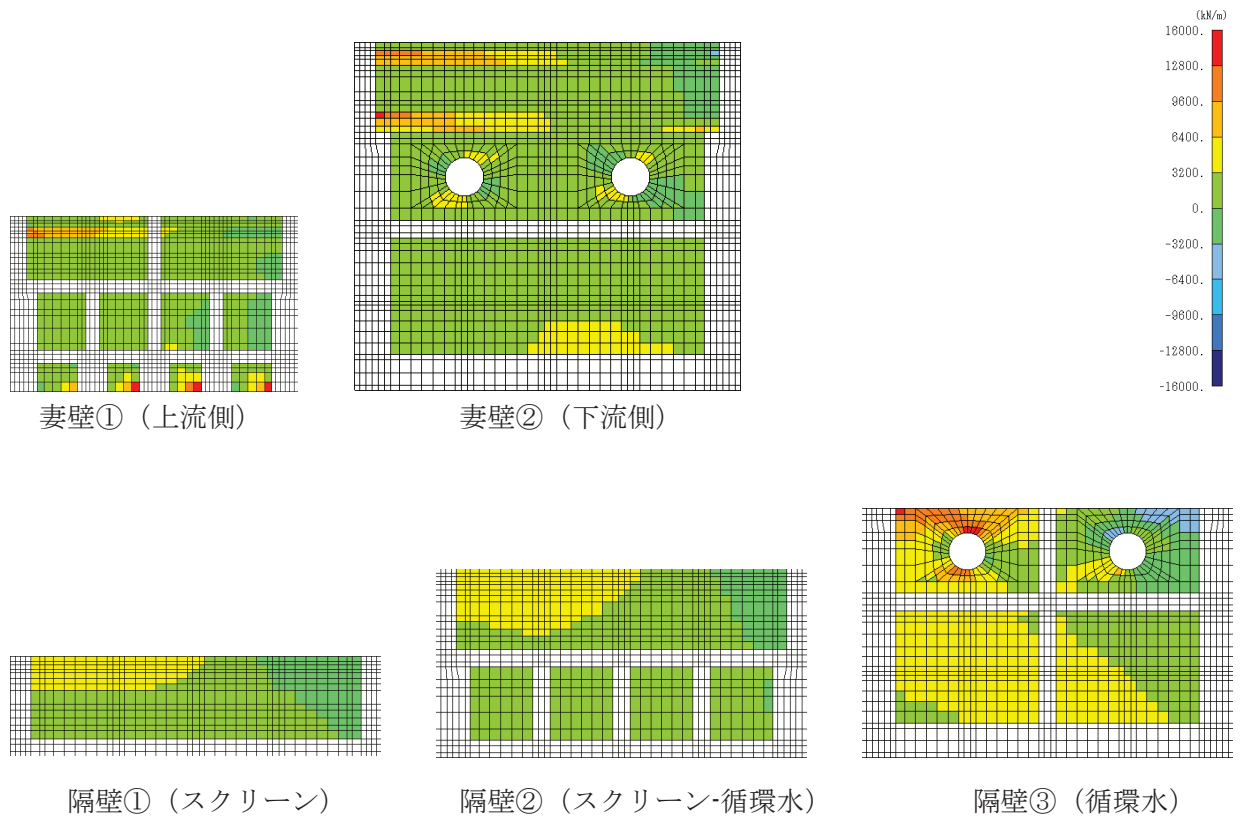 (kN/m)
16000.
12800.
9600.
6400.
3200.
0.
-3200.
-6400.
-9600.
-12800.
-16000.
妻壁①（上流側）
妻壁②（下流側）
隔壁①（スクリーン）
隔壁②（スクリーン-循環水）
隔壁③（循環水）